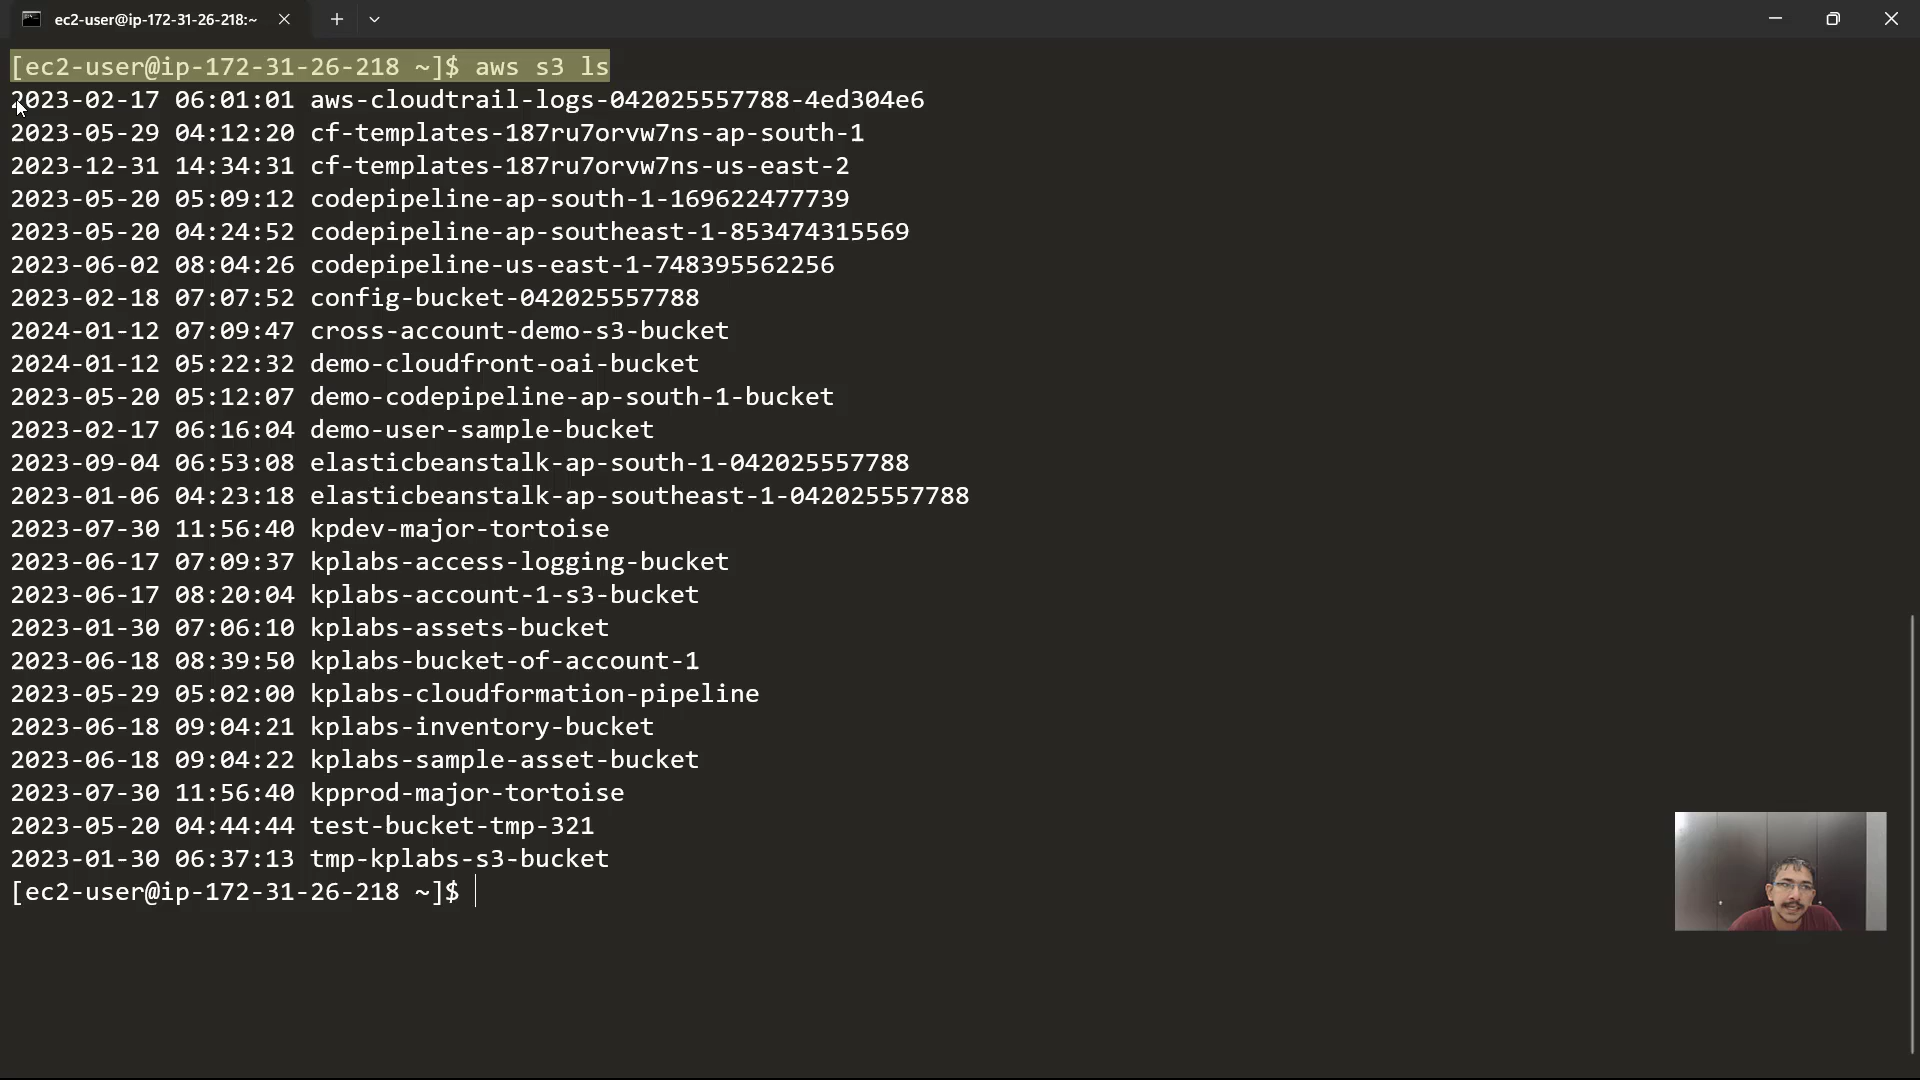 ec2-user@ip-172-31-26-218:~
[ec2-user@ip-172-31-26-218 ~]$ aws s3 ls
2023-02-17 06:01:01 aws-cloudtrail-logs-042025557788-4ed304e6
2023-05-29 04:12:20 cf-templates-187ru7orvw7ns-ap-south-1
2023-12-31 14:34:31 cf-templates-187ru7orvw7ns-us-east-2
2023-05-20 05:09:12 codepipeline-ap-south-1-169622477739
2023-05-20 04:24:52 codepipeline-ap-southeast-1-853474315569
2023-06-02 08:04:26 codepipeline-us-east-1-748395562256
2023-02-18 07:07:52 config-bucket-042025557788
2024-01-12 07:09:47 cross-account-demo-s3-bucket
2024-01-12 05:22:32 demo-cloudfront-oai-bucket
2023-05-20 05:12:07 demo-codepipeline-ap-south-1-bucket
2023-02-17 06:16:04 demo-user-sample-bucket
2023-09-04 06:53:08 elasticbeanstalk-ap-south-1-042025557788
2023-01-06 04:23:18 elasticbeanstalk-ap-southeast-1-042025557788
2023-07-30 11:56:40 kpdev-major-tortoise
2023-06-17 07:09:37 kplabs-access-logging-bucket
2023-06-17 08:20:04 kplabs-account-1-s3-bucket
2023-01-30 07:06:10 kplabs-assets-bucket
2023-06-18 08:39:50 kplabs-bucket-of-account-1
2023-05-29 05:02:00 kplabs-cloudformation-pipeline
2023-06-18 09:04:21 kplabs-inventory-bucket
2023-06-18 09:04:22 kplabs-sample-asset-bucket
2023-07-30 11:56:40 kpprod-major-tortoise
2023-05-20 04:44:44 test-bucket-tmp-321
2023-01-30 06:37:13 tmp-kplabs-s3-bucket
[ec2-user@ip-172-31-26-218 ~]$